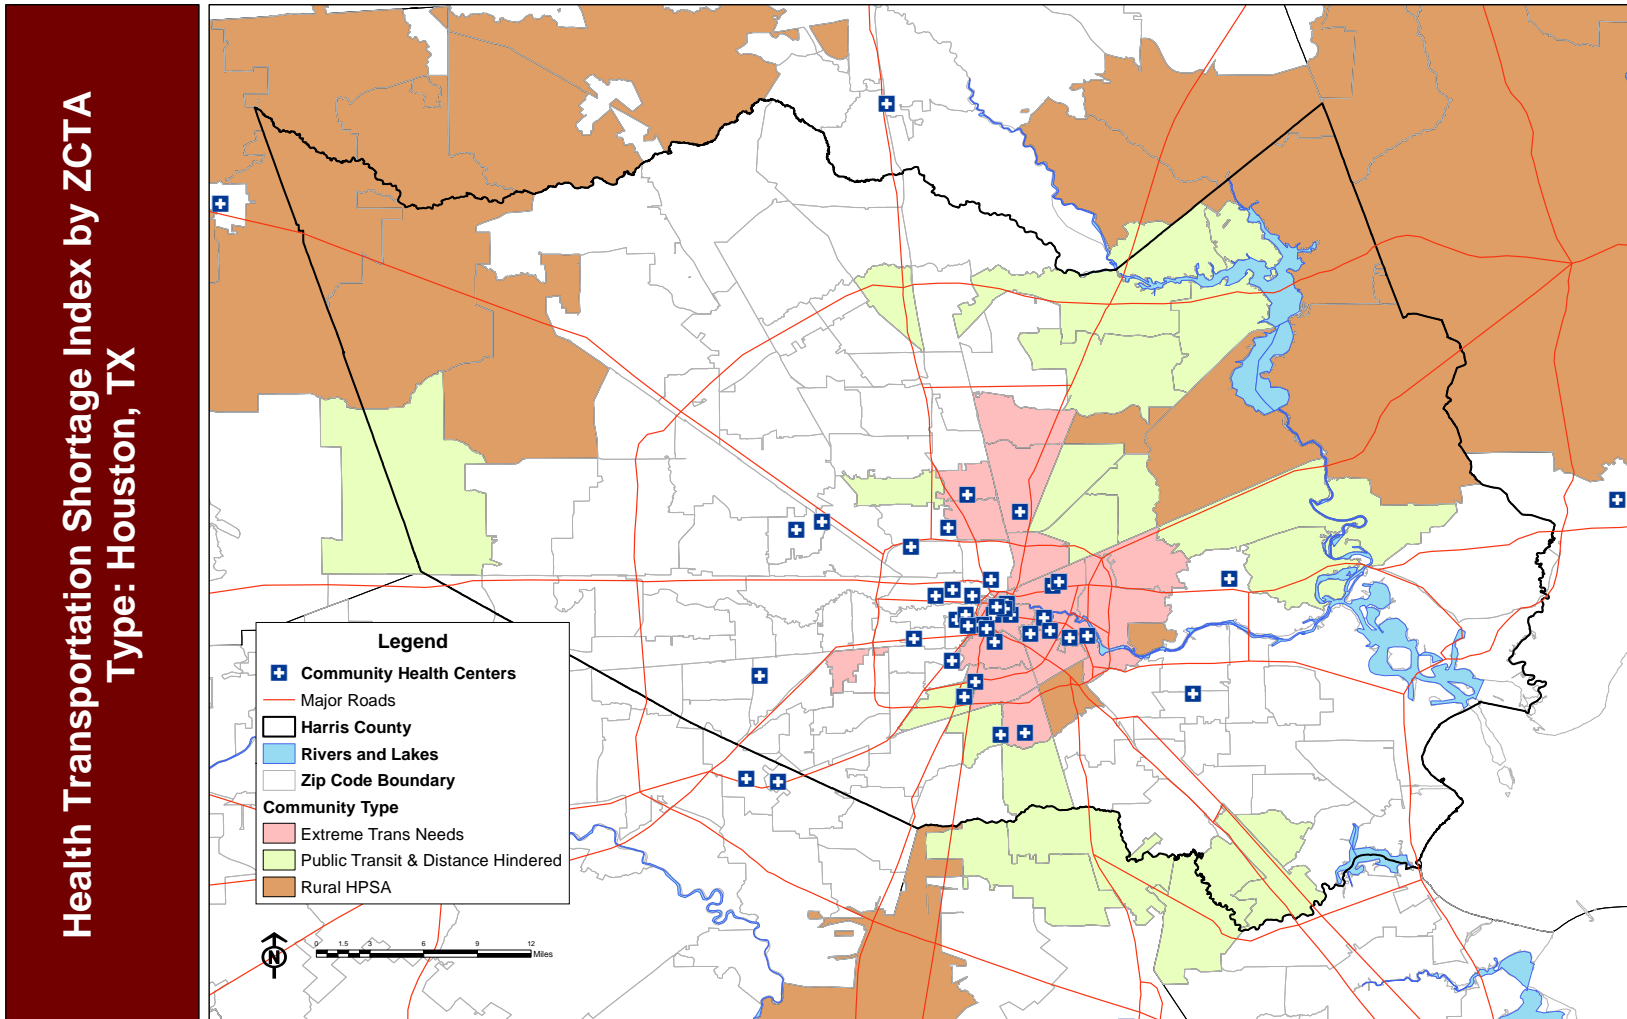 Health Transportation Shortage Index by ZCTA
Type: Houston, TX
Legend
Community Health Centers
Major Roads
Harris County
Rivers and Lakes
Zip Code Boundary
Community Type
Extreme Trans Needs
Public Transit & Distance Hindered
Rural HPSA
N
0 1.5 3 6 9 12
Miles